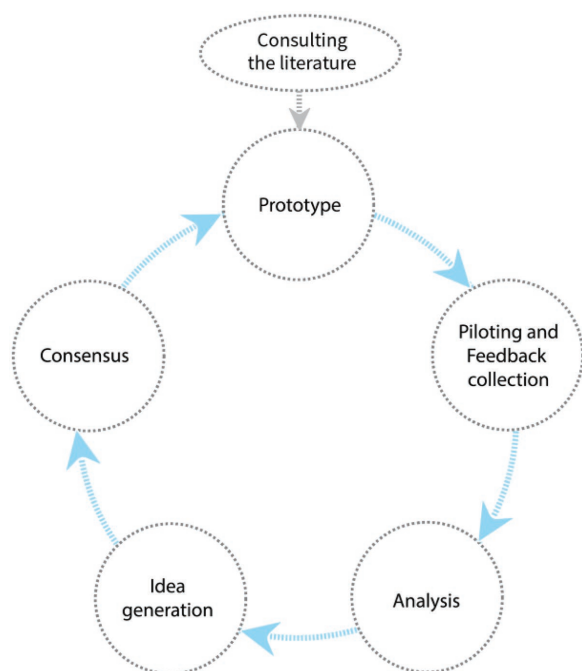 Consulting
the literature
Prototype
Piloting and
Feedback
collection
Analysis
Idea
generation
Consensus